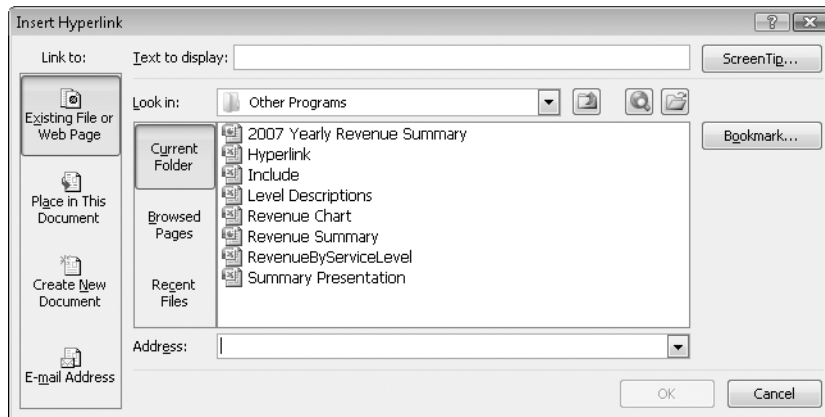 Insert Hyperlink
Link to:
Text to display:
ScreenTip...
Existing File or
Web Page
Look in:
Other Programs
Bookmark...
Current
Folder
2007 Yearly Revenue Summary
Hyperlink
Include
Level Descriptions
Revenue Chart
Revenue Summary
RevenueByServiceLevel
Summary Presentation
Place in This
Document
Browsed
Pages
Create New
Document
Recent
Files
Address:
E-mail Address
OK
Cancel